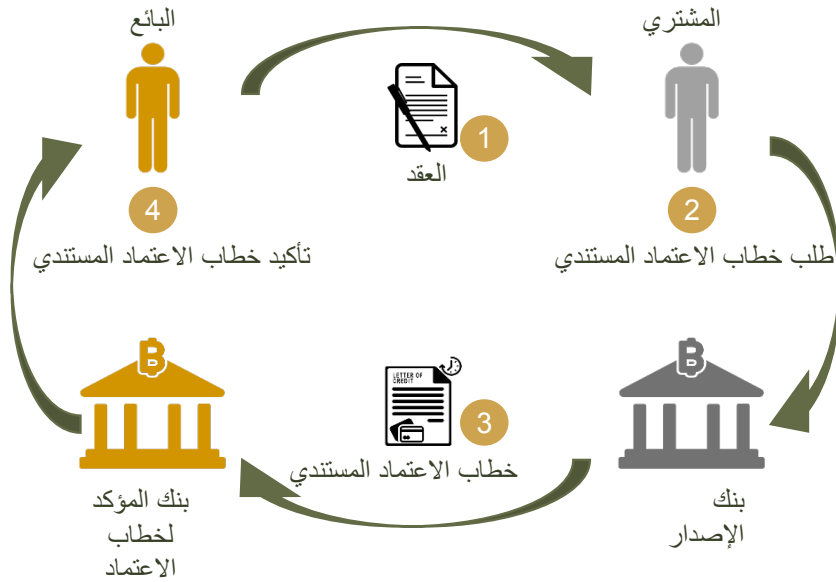 المشتري
البائع
1
العقد
2
4
طلب خطاب الاعتماد المستندي
تأكيد خطاب الاعتماد المستندي
B
B
LETTER OF
CREDIT
3
خطاب الاعتماد المستندي
بنك
الإصدار
بنك المؤكد
لخطاب
الاعتماد